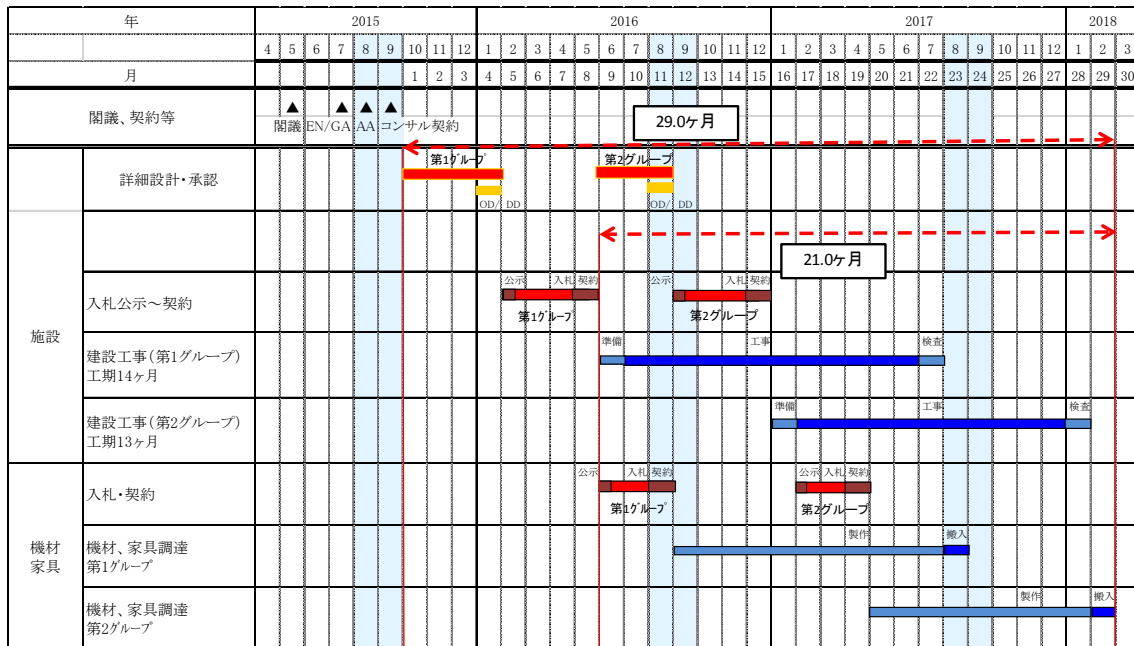 年 2015 2016 2017 2018
4 5 6 7 8 9 10 11 12 1 2 3 4 5 6 7 8 9 10 11 12 1 2 3 4 5 6 7 8 9 10 11 12 1 2 3
月 1 2 3 4 5 6 7 8 9 10 11 12 13 14 15 16 17 18 19 20 21 22 23 24 25 26 27 28 29 30
閣議、契約等
▲ ▲ ▲ ▲
閣議 EN/GA AA コンサル契約
29.0ヶ月
詳細設計・承認
第1グループ 第2グループ
OD/ DD OD/ DD
21.0ヶ月
施設
入札公示～契約
公示 入札 契約 公示 入札 契約
第1グループ 第2グループ
建設工事(第1グループ)
工期14ヶ月
準備 工事 検査
建設工事(第2グループ)
工期13ヶ月
準備 工事 検査
機材
家具
入札・契約
公示 入札 契約 公示 入札 契約
第1グループ 第2グループ
機材、家具調達
第1グループ
製作 搬入
機材、家具調達
第2グループ
製作 搬入